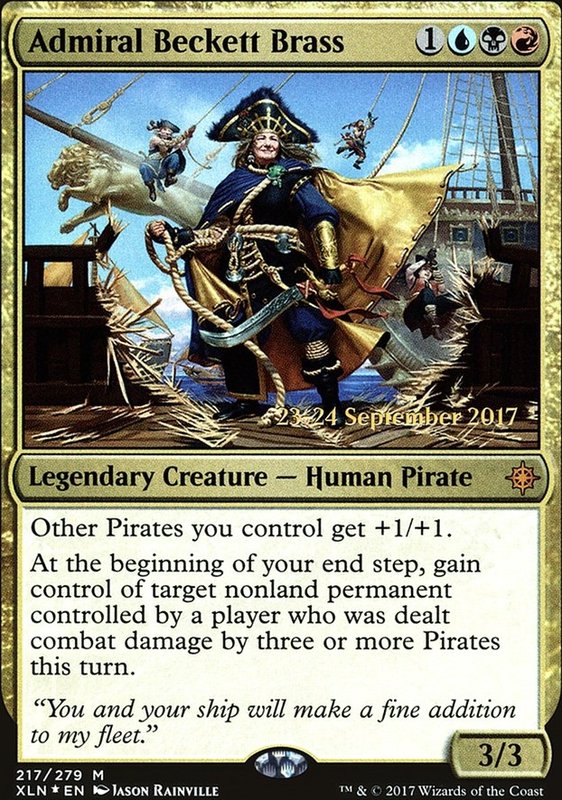 Admiral Beckett Brass 1
23-24 September 2017
Legendary Creature — Human Pirate
Other Pirates you control get +1/+1.
At the beginning of your end step, gain
control of target nonland permanent
controlled by a player who was dealt
combat damage by three or more Pirates
this turn.
“You and your ship will make a fine addition
to my fleet.”
3/3
217/279 M
XLN★EN Jason Rainville
™ & © 2017 Wizards of the Coast